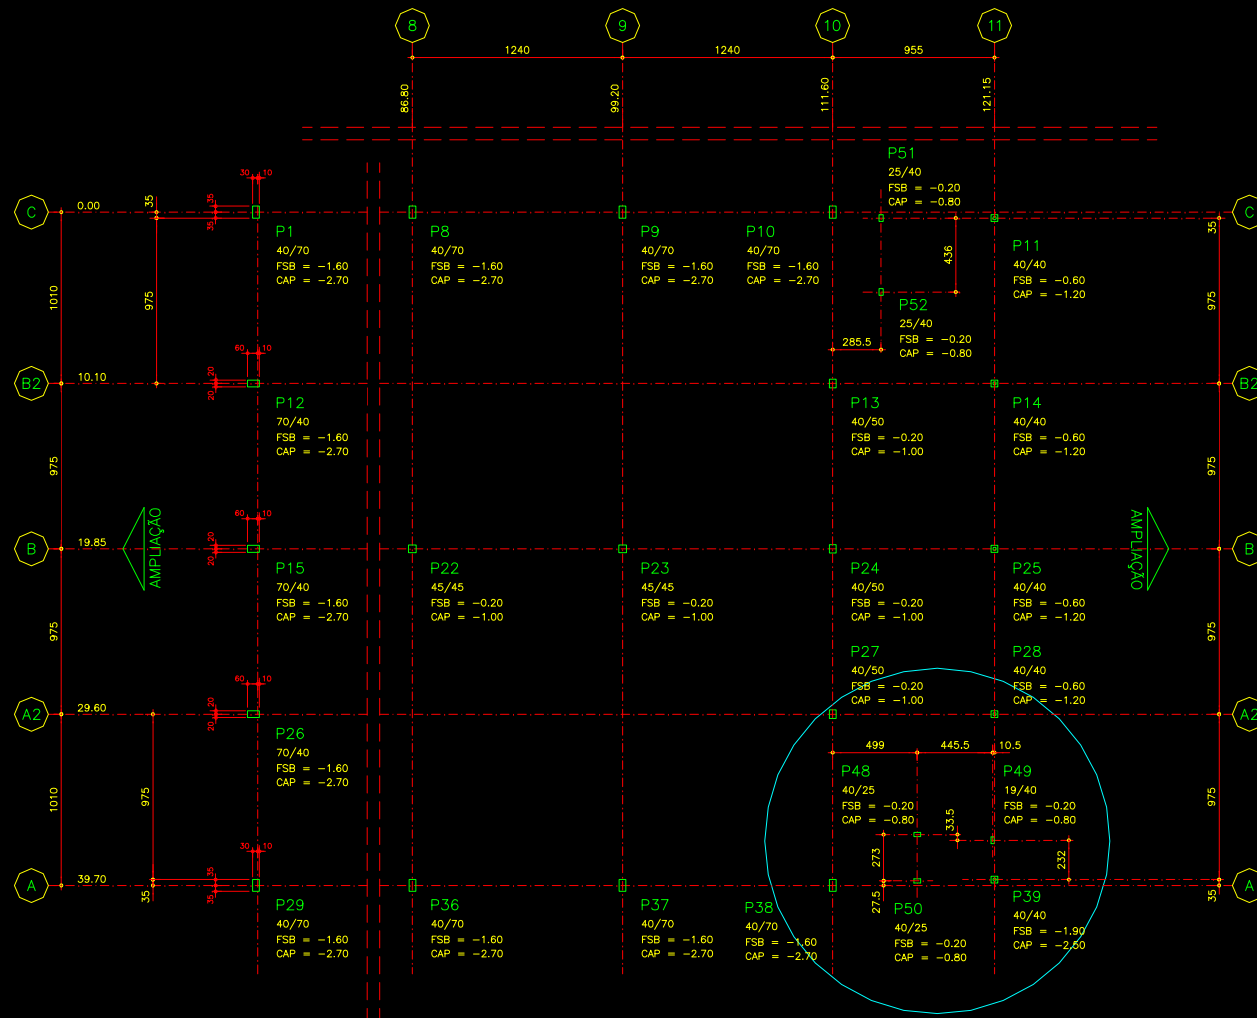 8
9
10
11
1240
1240
955
86.80
99.20
111.60
121.15
C
0.00
35
30
10
35
35
C
35
P51
25/40
FSB = -0.20
CAP = -0.80
P1
40/70
FSB = -1.60
CAP = -2.70
P8
40/70
FSB = -1.60
CAP = -2.70
P9
40/70
FSB = -1.60
CAP = -2.70
P10
40/70
FSB = -1.60
CAP = -2.70
436
P11
40/40
FSB = -0.60
CAP = -1.20
1010
975
975
P52
25/40
FSB = -0.20
CAP = -0.80
285.5
60
10
20
20
B2
10.10
B2
P12
70/40
FSB = -1.60
CAP = -2.70
P13
40/50
FSB = -0.20
CAP = -1.00
P14
40/40
FSB = -0.60
CAP = -1.20
975
975
AMPLIAÇÃO
AMPLIAÇÃO
60
10
20
20
B
19.85
B
P15
70/40
FSB = -1.60
CAP = -2.70
P22
45/45
FSB = -0.20
CAP = -1.00
P23
45/45
FSB = -0.20
CAP = -1.00
P24
40/50
FSB = -0.20
CAP = -1.00
P25
40/40
FSB = -0.60
CAP = -1.20
975
975
P27
40/50
FSB = -0.20
CAP = -1.00
P28
40/40
FSB = -0.60
CAP = -1.20
60
10
20
20
A2
29.60
A2
P26
70/40
FSB = -1.60
CAP = -2.70
499
445.5
10.5
P48
40/25
FSB = -0.20
CAP = -0.80
P49
19/40
FSB = -0.20
CAP = -0.80
1010
975
975
33.5
273
232
27.5
30
10
35
35
A
39.70
35
A
35
P29
40/70
FSB = -1.60
CAP = -2.70
P36
40/70
FSB = -1.60
CAP = -2.70
P37
40/70
FSB = -1.60
CAP = -2.70
P38
40/70
FSB = -1.60
CAP = -2.70
P50
40/25
FSB = -0.20
CAP = -0.80
P39
40/40
FSB = -1.90
CAP = -2.50